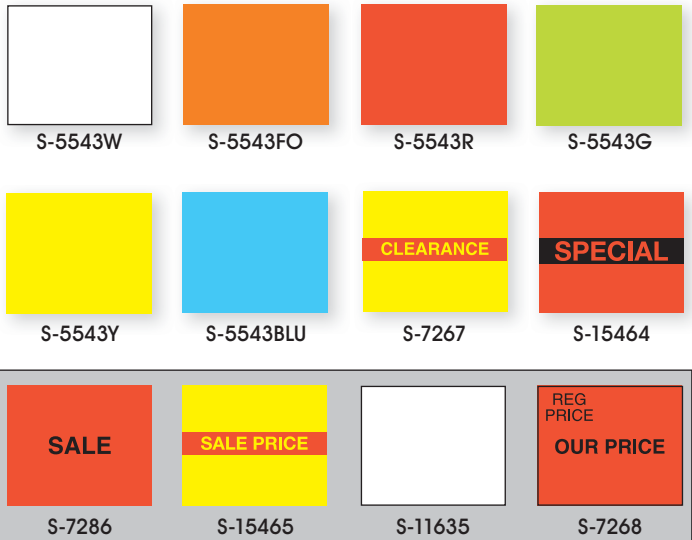 S-5543W
S-5543FO
S-5543R
S-5543G
CLEARANCE
SPECIAL
S-5543Y
S-5543BLU
S-7267
S-15464
SALE
SALE PRICE
REG
PRICE
OUR PRICE
S-7286
S-15465
S-11635
S-7268